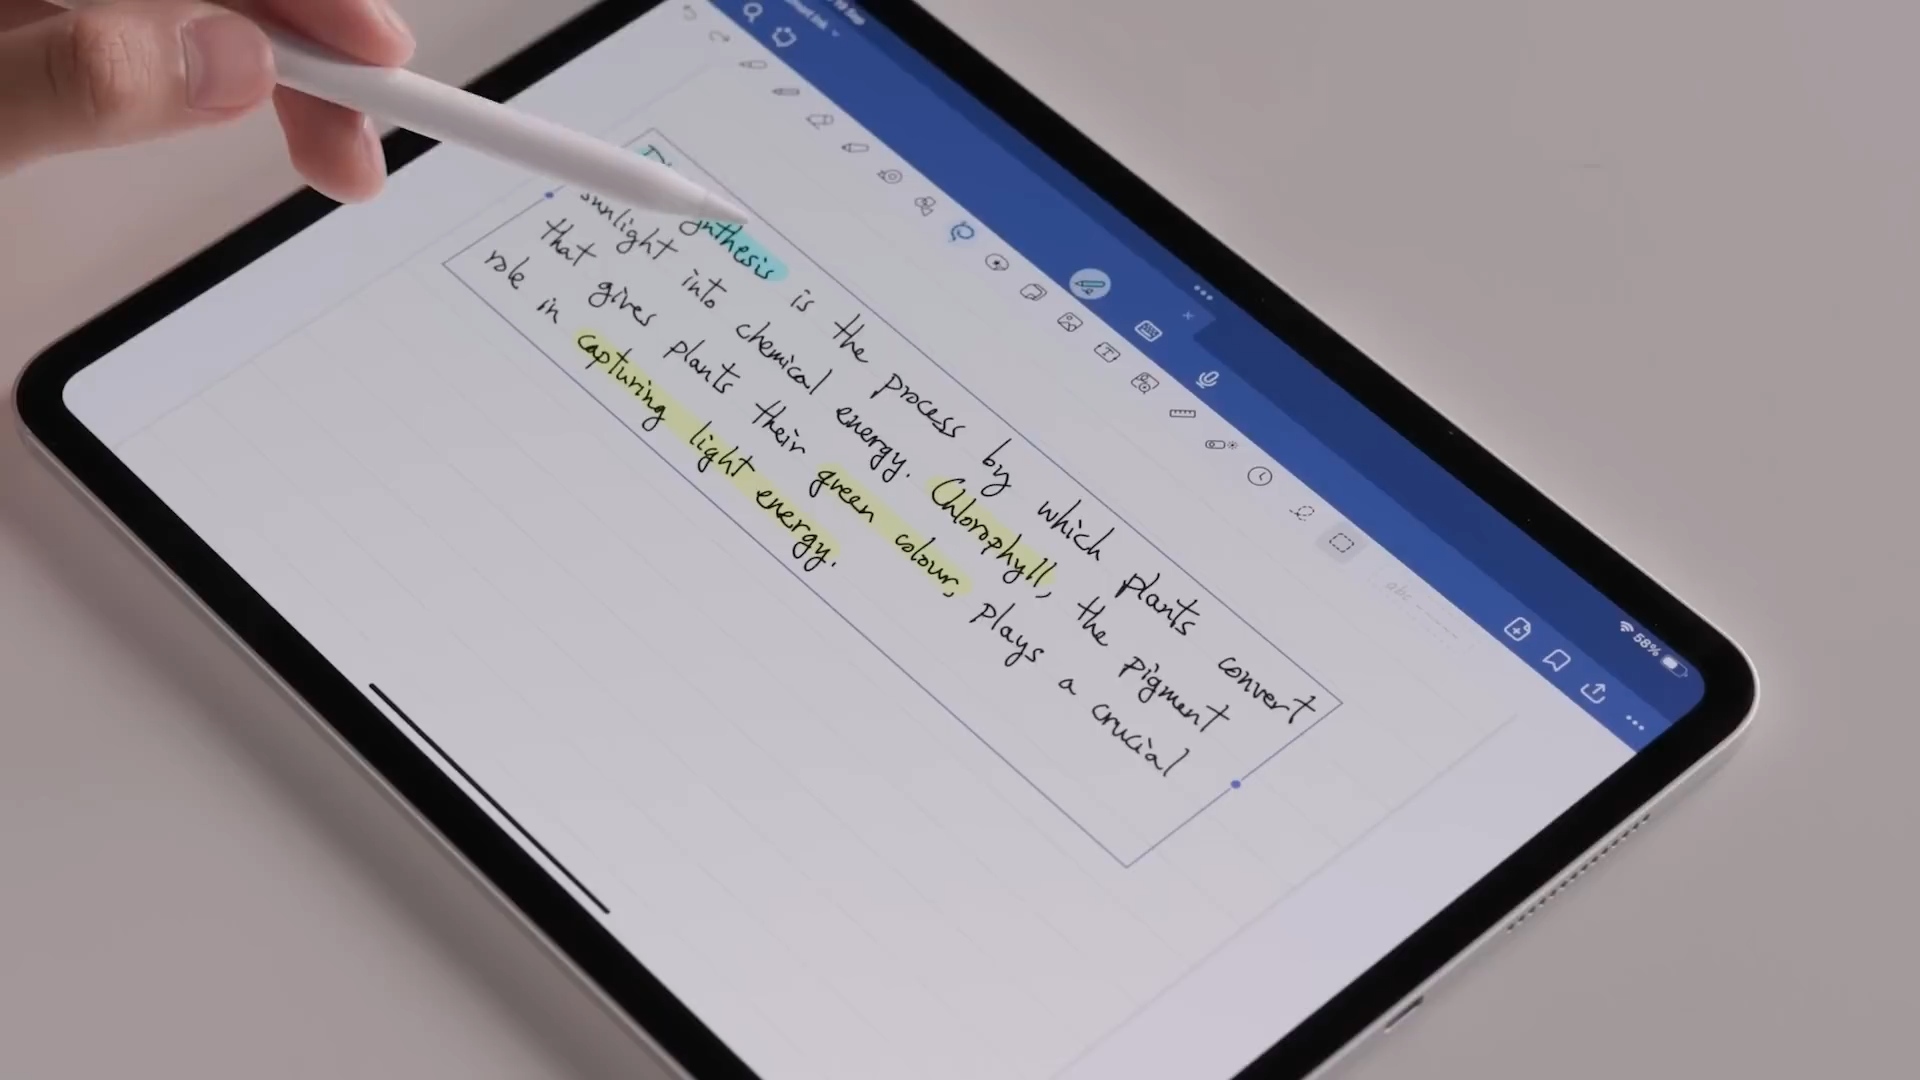 58%
nthesis is the process by which plants convert
sunlight into chemical energy. Chlorophyll, the pigment
that gives plants their green colour, plays a crucial
role in capturing light energy.